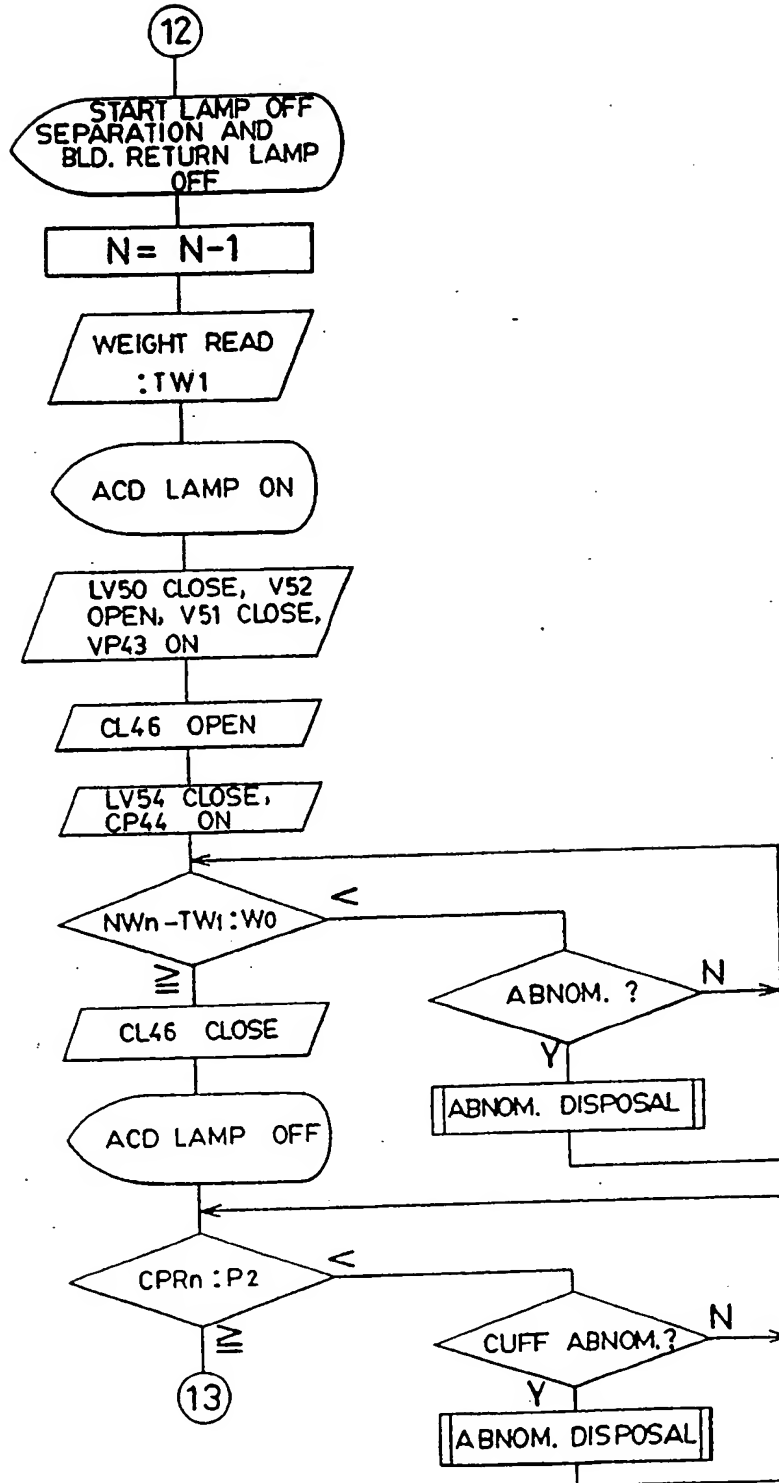 12
START LAMP OFF
SEPARATION AND
BLD. RETURN LAMP
OFF
N= N-1
WEIGHT READ
:TW1
ACD LAMP ON
LV50 CLOSE, V52
OPEN, V51 CLOSE,
VP43 ON
CL46 OPEN
LV54 CLOSE,
CP44 ON
NWn-TW1:W0
<
≧
ABNOM. ?
N
Y
CL46 CLOSE
ABNOM. DISPOSAL
ACD LAMP OFF
CPRn:P2
<
≧
CUFF ABNOM.?
N
Y
13
ABNOM. DISPOSAL